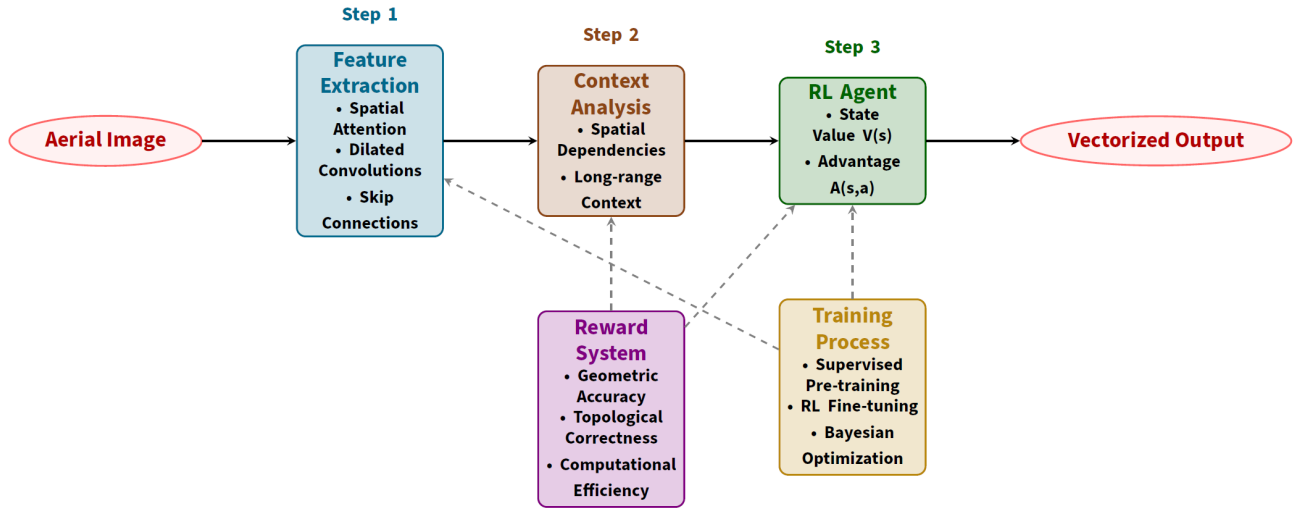 Step 1
Step 2
Step 3
Aerial Image
Feature
Extraction
• Spatial
Attention
• Dilated
Convolutions
• Skip
Connections
Context
Analysis
• Spatial
Dependencies
• Long-range
Context
RL Agent
• State
Value V(s)
• Advantage
A(s,a)
Vectorized Output
Reward
System
• Geometric
Accuracy
• Topological
Correctness
• Computational
Efficiency
Training
Process
• Supervised
Pre-training
• RL Fine-tuning
• Bayesian
Optimization